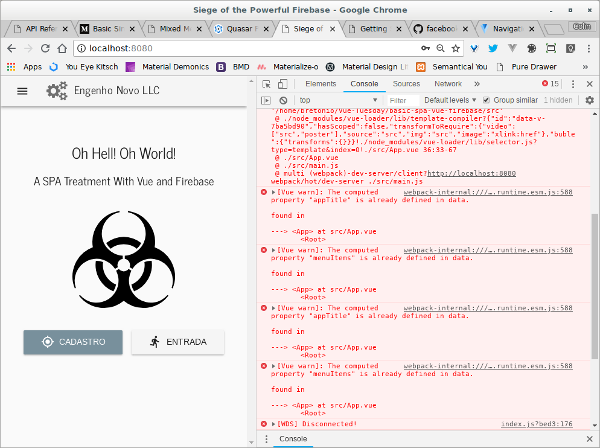 Siege of the Powerful Firebase - Google Chrome
API Refer
Basic Sin
Mixed M
Quasar F
Siege of
Getting
facebook
Navigati
Colin
localhost:8080
Apps
You Eye Kitsch
Material Demonics
BMD
Materialize-o
Material Design Li
Semantical You
Pure Drawer
Engenho Novo LLC
Oh Hell! Oh World!
A SPA Treatment With Vue and Firebase
CADASTRO
ENTRADA
Elements
Console
Sources
Network
15
top
Filter
Default levels
Group similar
1 hidden
"/home/bretonio/Vue-Tuesday/basic-spa-vue-firebase/src
@ ./node_modules/vue-loader/lib/template-compiler?{"id":"data-v-
7ba5bd90","hasScoped":false,"transformToRequire":{"video":
["src","poster"],"source":"src","img":"src","image":"xlink:href"},"buble
":{"transforms":{}}}!./node_modules/vue-loader/lib/selector.js?
type=template&index=0!./src/App.vue 36:33-67
@ ./src/App.vue
@ ./src/main.js
@ multi (webpack)-dev-server/client?http://localhost:8080
webpack/hot/dev-server ./src/main.js
[Vue warn]: The computed webpack-internal:///….runtime.esm.js:588
property "appTitle" is already defined in data.
found in
---> <App> at src/App.vue
<Root>
[Vue warn]: The computed webpack-internal:///….runtime.esm.js:588
property "menuItems" is already defined in data.
found in
---> <App> at src/App.vue
<Root>
[Vue warn]: The computed webpack-internal:///….runtime.esm.js:588
property "appTitle" is already defined in data.
found in
---> <App> at src/App.vue
<Root>
[Vue warn]: The computed webpack-internal:///….runtime.esm.js:588
property "menuItems" is already defined in data.
found in
---> <App> at src/App.vue
<Root>
[WDS] Disconnected! index.js?bed3:176
Console